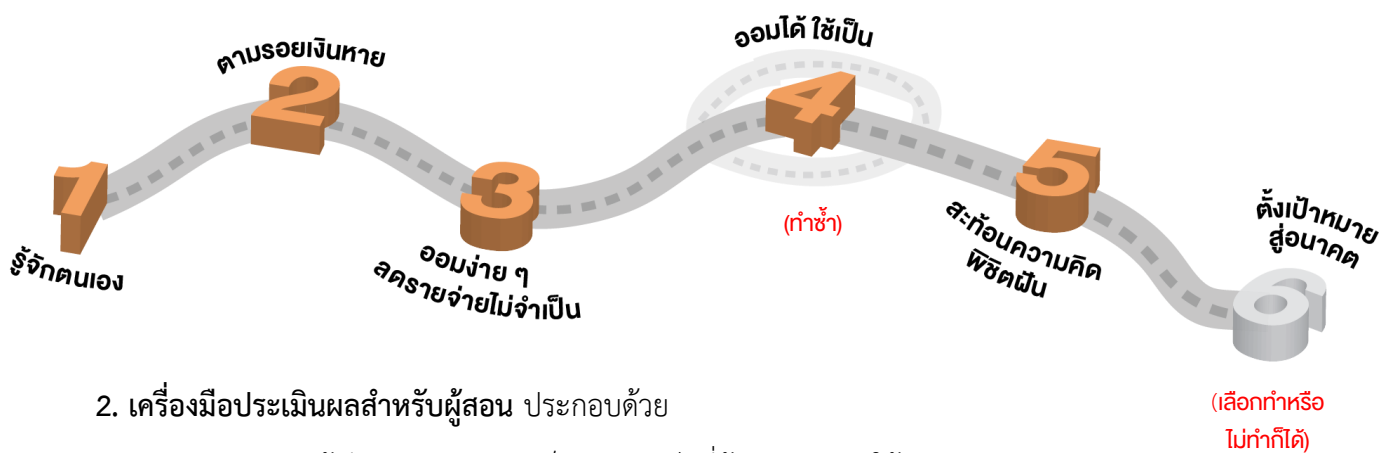 1
รู้จักตนเอง
2
ตามรอยเงินหาย
3
ออมง่าย ๆ
ลดรายจ่ายไม่จำเป็น
4
ออมได้ ใช้เป็น
(ทำซ้ำ)
5
สะท้อนความคิด
พิชิตฝัน
6
ตั้งเป้าหมาย
สู่อนาคต
(เลือกทำหรือ
ไม่ทำก็ได้)
2. เครื่องมือประเมินผลสำหรับผู้สอน ประกอบด้วย